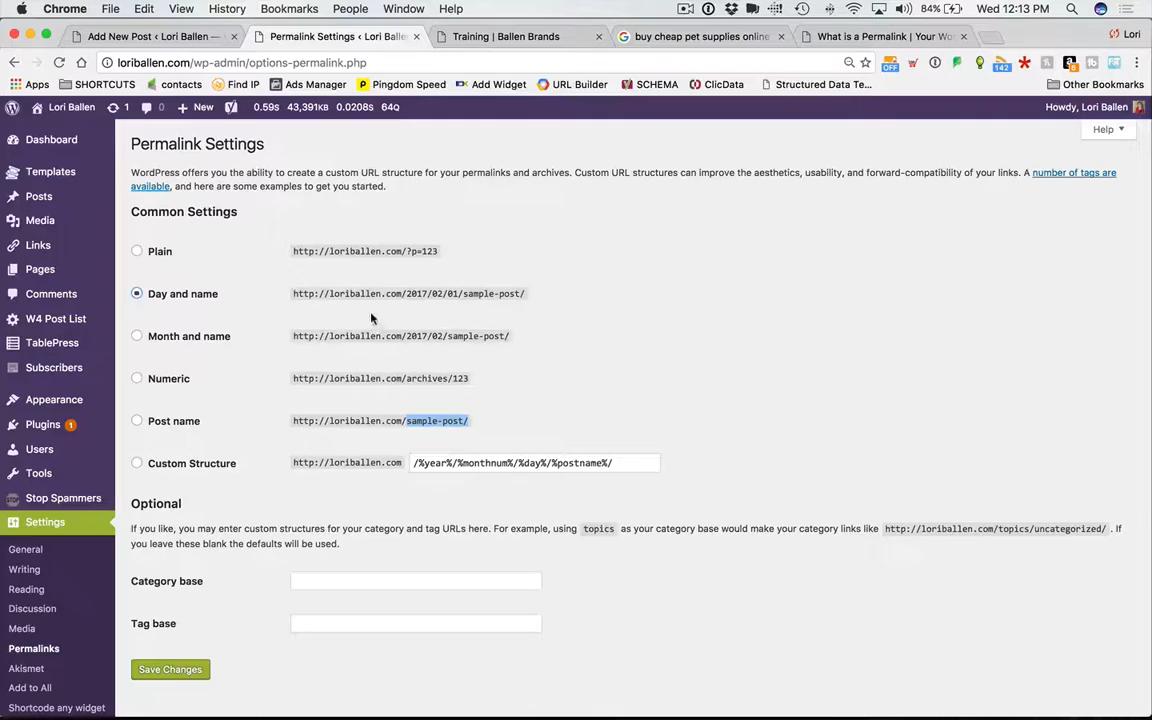 Chrome File Edit View History Bookmarks People Window Help 84% Wed 12:13 PM
Add New Post ‹ Lori Ballen — × Permalink Settings ‹ Lori Balle × Training | Ballen Brands × buy cheap pet supplies online × What is a Permalink | Your Wo × Lori
loriballen.com/wp-admin/options-permalink.php OFF 142 6
Apps SHORTCUTS contacts Find IP Ads Manager Pingdom Speed Add Widget URL Builder SCHEMA ClicData Structured Data Te... Other Bookmarks
Lori Ballen 1 0 New 0.59s 43,391KB 0.0208s 64Q Howdy, Lori Ballen
Help
Dashboard
Templates
Posts
Media
Links
Pages
Comments
W4 Post List
TablePress
Subscribers
Appearance
Plugins 1
Users
Tools
Stop Spammers
Settings
General
Writing
Reading
Discussion
Media
Permalinks
Akismet
Add to All
Shortcode any widget
Permalink Settings
WordPress offers you the ability to create a custom URL structure for your permalinks and archives. Custom URL structures can improve the aesthetics, usability, and forward-compatibility of your links. A number of tags are
available, and here are some examples to get you started.
Common Settings
Plain http://loriballen.com/?p=123
Day and name http://loriballen.com/2017/02/01/sample-post/
Month and name http://loriballen.com/2017/02/sample-post/
Numeric http://loriballen.com/archives/123
Post name http://loriballen.com/sample-post/
Custom Structure http://loriballen.com /%year%/%monthnum%/%day%/%postname%/
Optional
If you like, you may enter custom structures for your category and tag URLs here. For example, using topics as your category base would make your category links like http://loriballen.com/topics/uncategorized/ . If
you leave these blank the defaults will be used.
Category base
Tag base
Save Changes